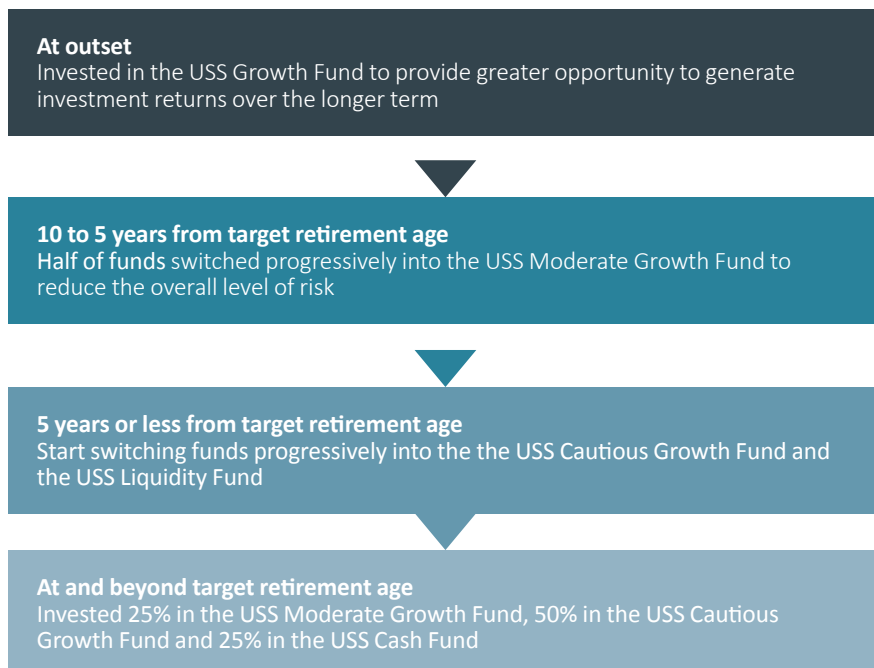 At outset
Invested in the USS Growth Fund to provide greater opportunity to generate
investment returns over the longer term
10 to 5 years from target retirement age
Half of funds switched progressively into the USS Moderate Growth Fund to
reduce the overall level of risk
5 years or less from target retirement age
Start switching funds progressively into the the USS Cautious Growth Fund and
the USS Liquidity Fund
At and beyond target retirement age
Invested 25% in the USS Moderate Growth Fund, 50% in the USS Cautious
Growth Fund and 25% in the USS Cash Fund